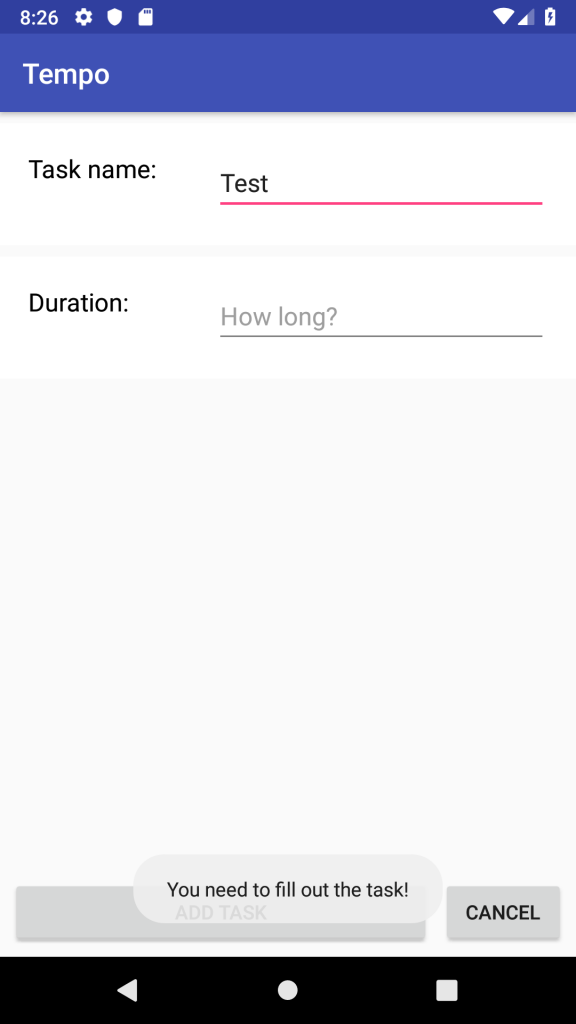 8:26
Tempo
Task name:
Test
Duration:
How long?
You need to fill out the task!
ADD TASK
CANCEL